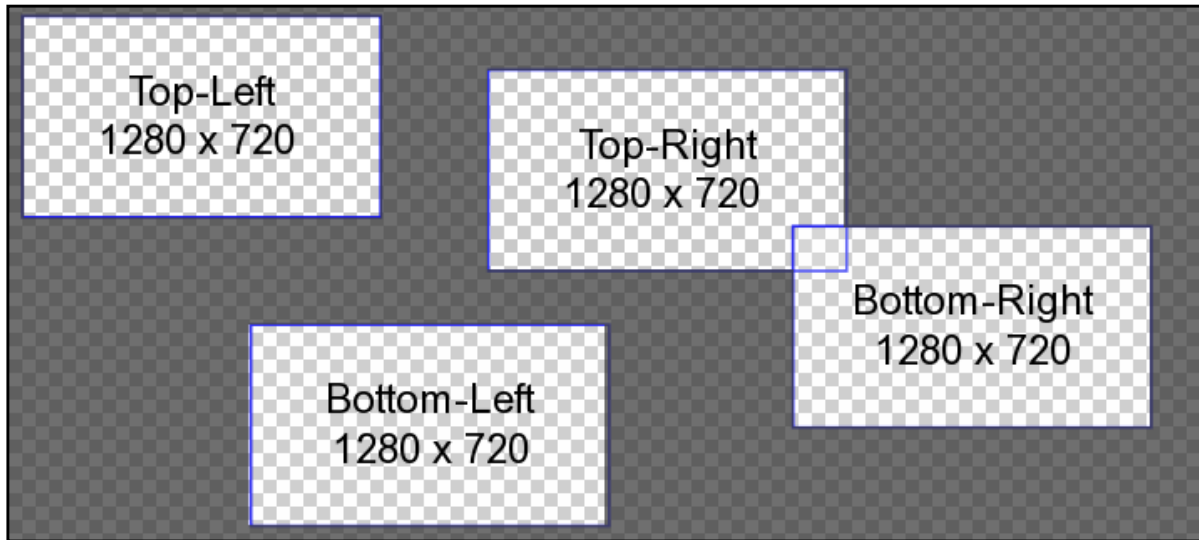 Top-Left
1280 x 720
Top-Right
1280 x 720
Bottom-Right
1280 x 720
Bottom-Left
1280 x 720